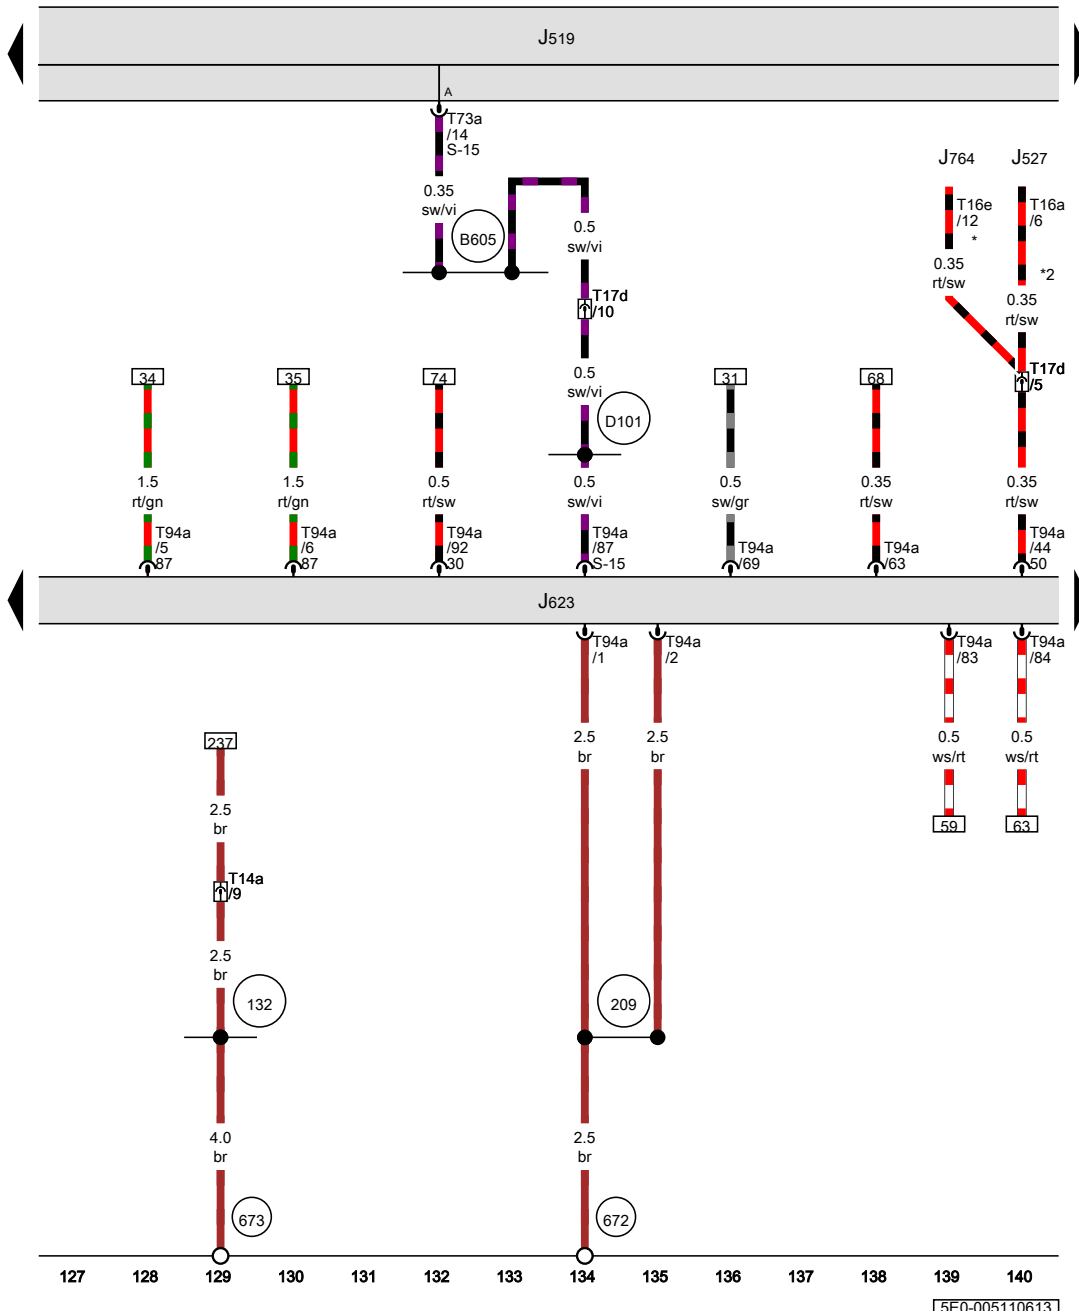 J519
A
T73a
/14
S-15
0.35
sw/vi
B605
0.5
sw/vi
T17d
/10
0.5
sw/vi
D101
J764
J527
T16e
/12
*
T16a
/6
*2
0.35
rt/sw
0.35
rt/sw
T17d
/5
34
35
74
31
68
1.5
rt/gn
1.5
rt/gn
0.5
rt/sw
0.5
sw/vi
0.5
sw/gr
0.35
rt/sw
0.35
rt/sw
T94a
/5
87
T94a
/6
87
T94a
/92
30
T94a
/87
S-15
T94a
/69
T94a
/63
T94a
/44
50
J623
T94a
/1
T94a
/2
T94a
/83
T94a
/84
237
2.5
br
2.5
br
0.5
ws/rt
0.5
ws/rt
59
63
2.5
br
T14a
/9
2.5
br
132
209
4.0
br
2.5
br
673
672
127 128 129 130 131 132 133 134 135 136 137 138 139 140
5E0-005110613